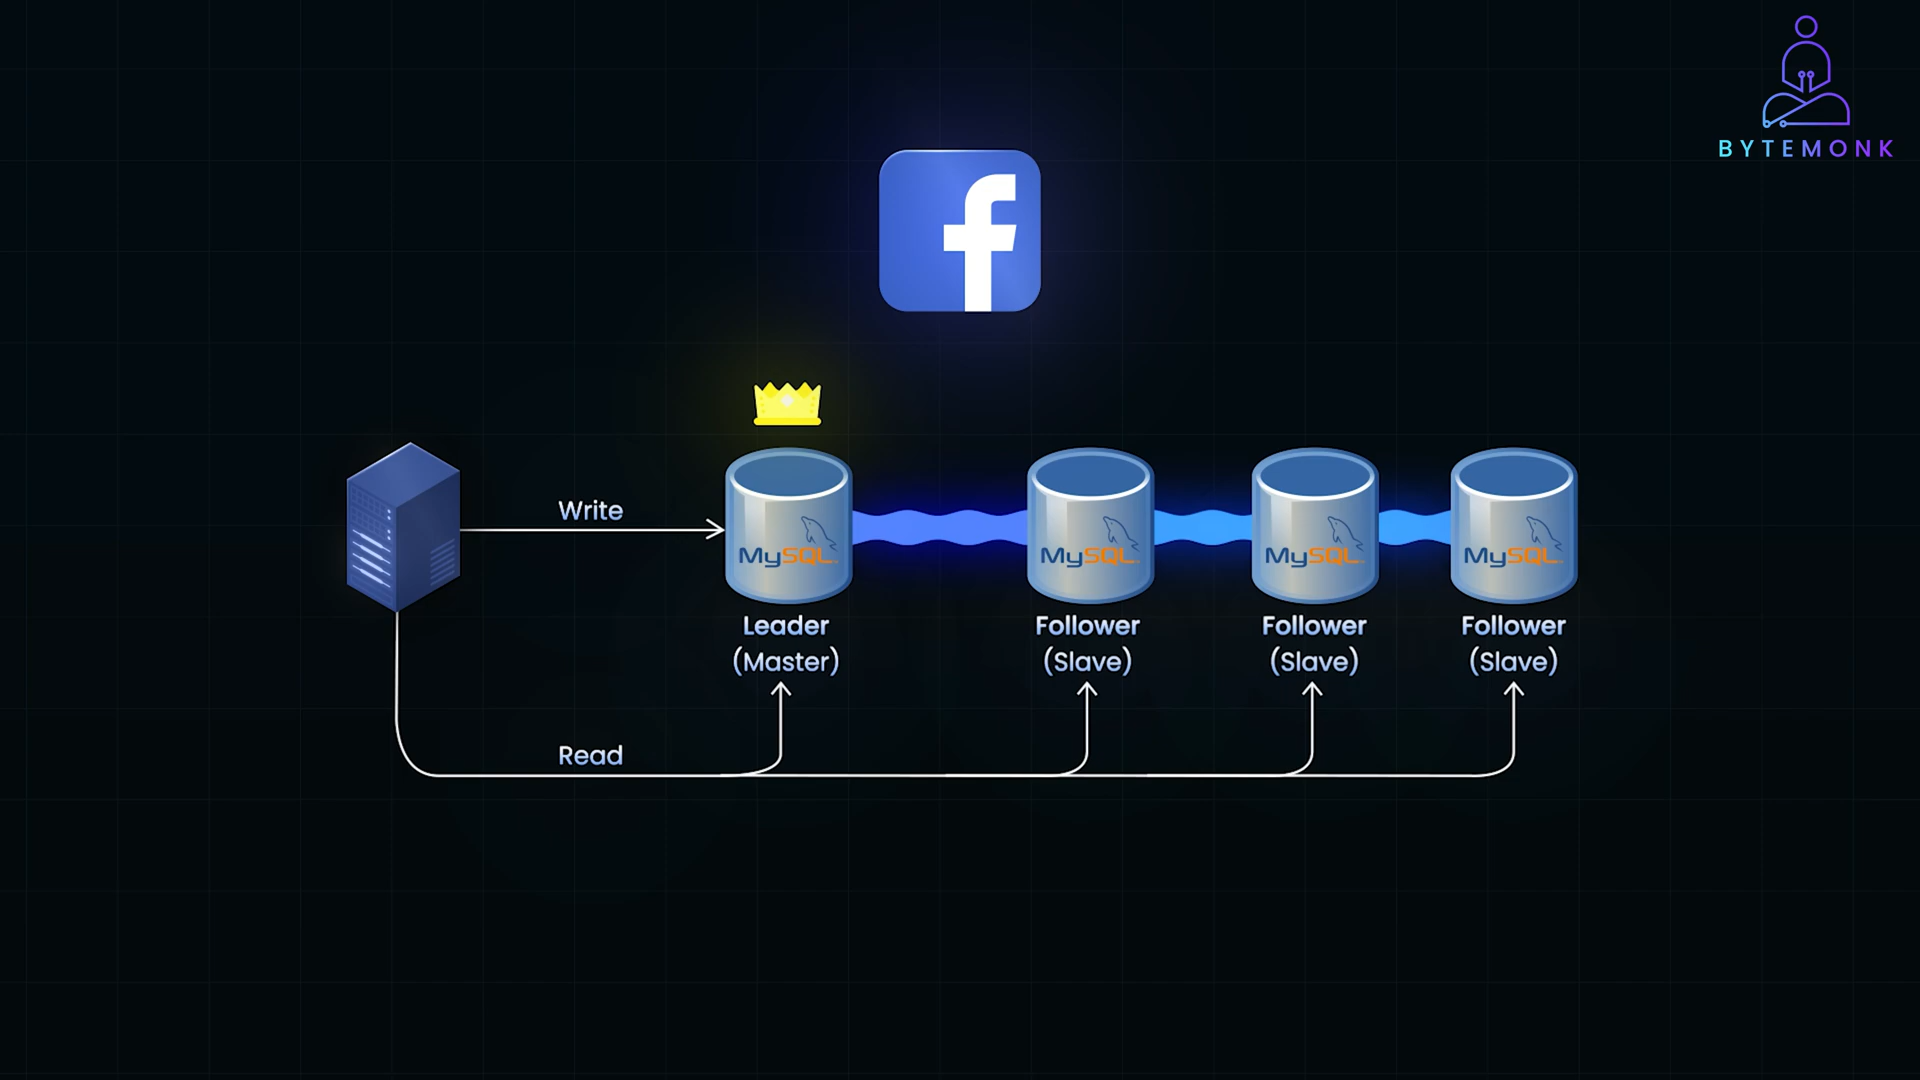 BYTEMONK
f
Write
MySQL
MySQL
MySQL
MySQL
Leader
(Master)
Follower
(Slave)
Follower
(Slave)
Follower
(Slave)
Read